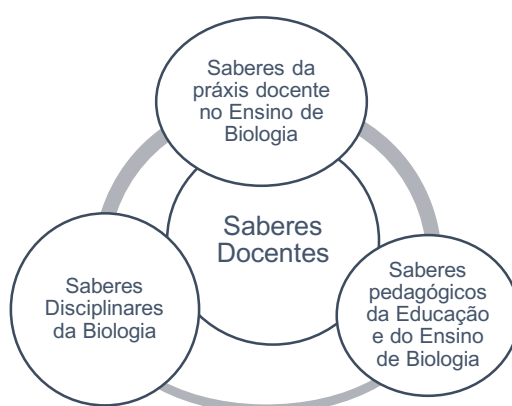 Saberes da
práxis docente
no Ensino de
Biologia
Saberes
Docentes
Saberes
Disciplinares
da Biologia
Saberes
pedagógicos
da Educação
e do Ensino
de Biologia